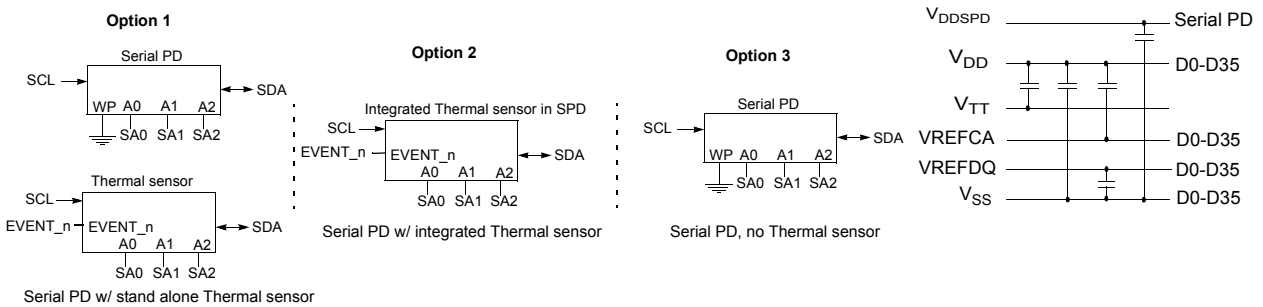 Option 1
Serial PD
SCL
SDA
WP A0 A1 A2
SA0 SA1 SA2
Thermal sensor
SCL
EVENT_n
EVENT_n
SDA
A0 A1 A2
SA0 SA1 SA2
Serial PD w/ stand alone Thermal sensor
Option 2
Integrated Thermal sensor in SPD
SCL
EVENT_n
EVENT_n
SDA
A0 A1 A2
SA0 SA1 SA2
Serial PD w/ integrated Thermal sensor
Option 3
Serial PD
SCL
SDA
WP A0 A1 A2
SA0 SA1 SA2
Serial PD, no Thermal sensor
VDDSPD Serial PD
VDD D0-D35
VTT
VREFCA D0-D35
VREFDQ D0-D35
VSS D0-D35